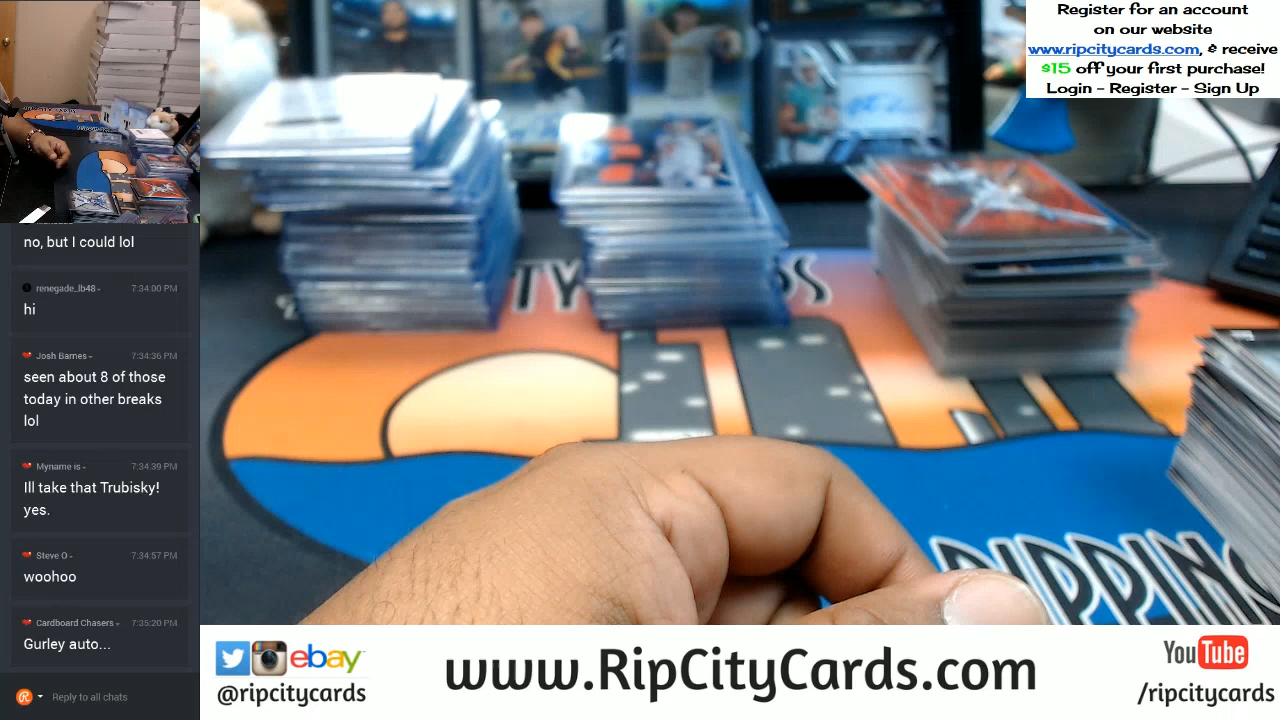 Register for an account
on our website
www.ripcitycards.com, & receive
$15 off your first purchase!
Login - Register - Sign Up
no, but I could lol
renegade_lb48 -
7:34:00 PM
hi
Josh Barnes -
7:34:36 PM
seen about 8 of those
today in other breaks
lol
Myname is -
7:34:39 PM
Ill take that Trubisky!
yes.
Steve O -
7:34:57 PM
woohoo
Cardboard Chasers -
7:35:20 PM
Gurley auto...
Reply to all chats
RIPPING
ebay
@ripcitycards
www.RipCityCards.com
YouTube
/ripcitycards